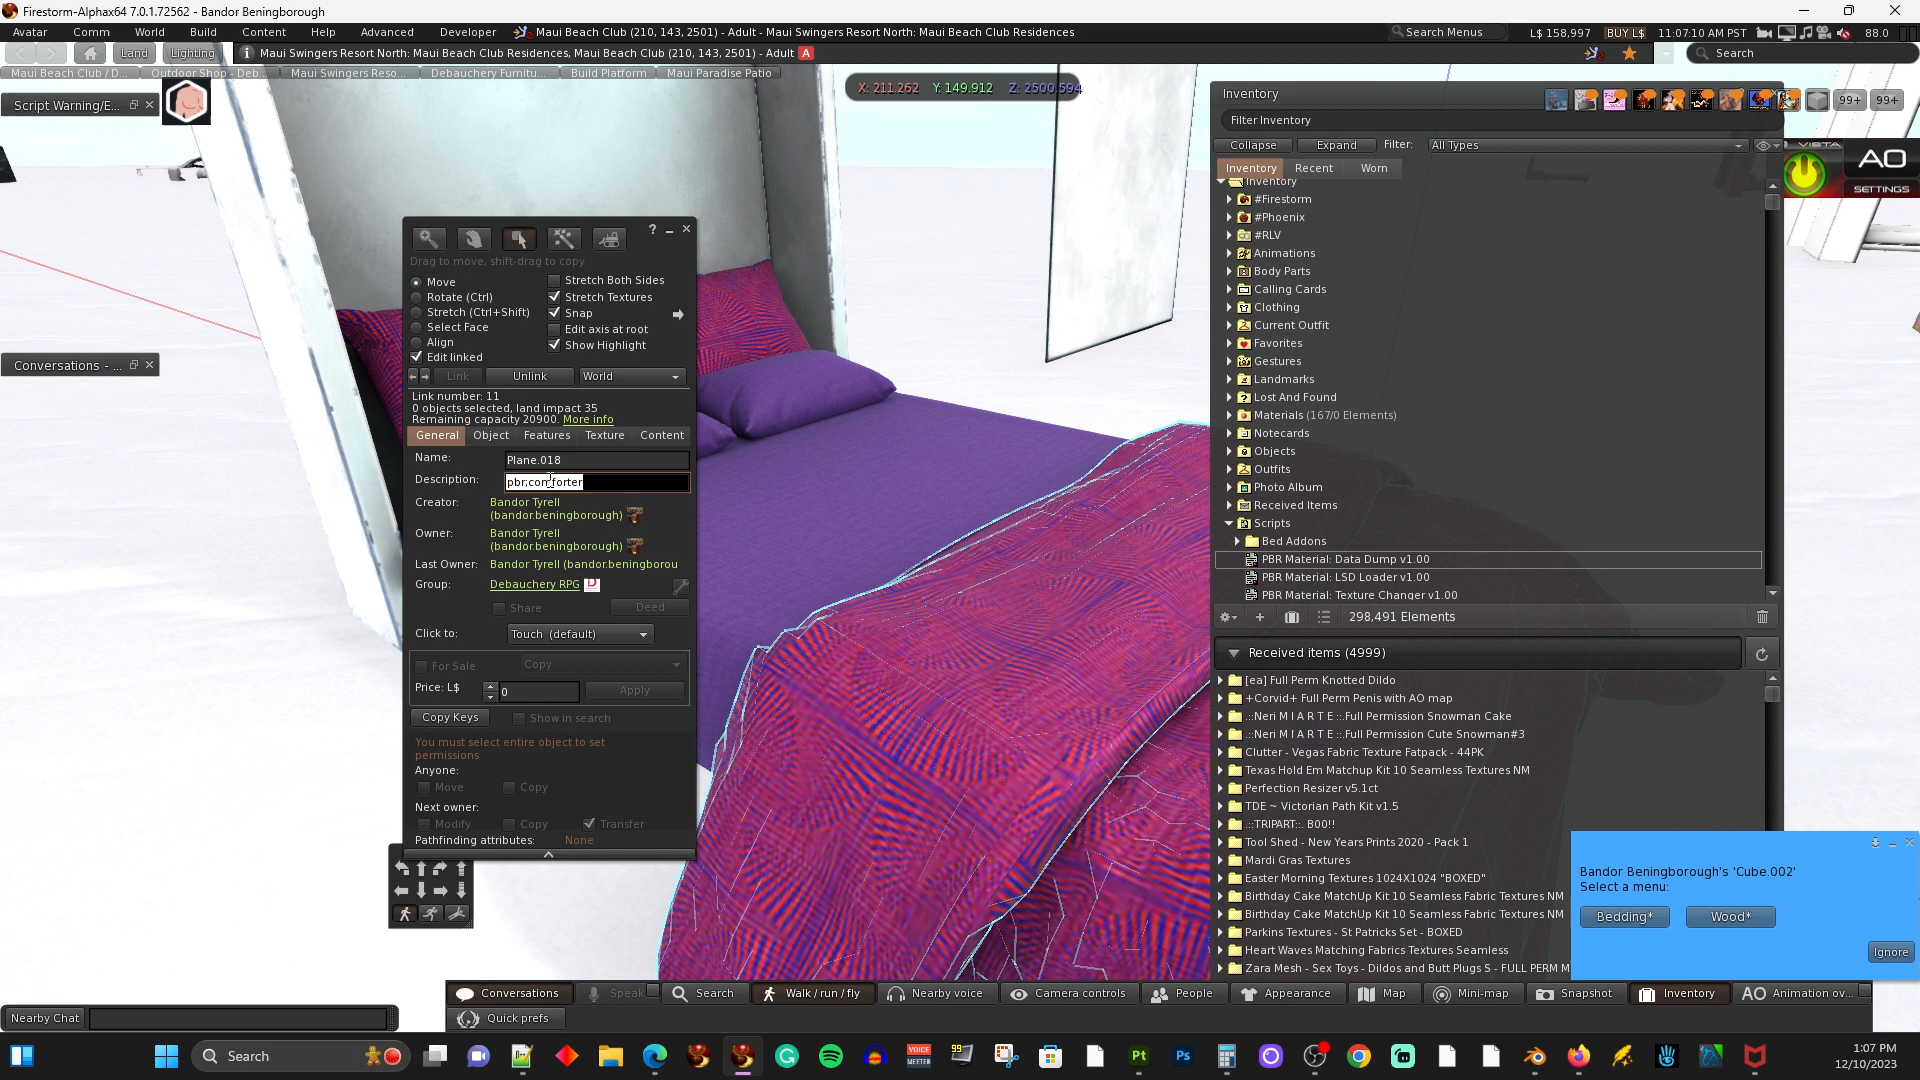 Firestorm-Alphax64 7.0.1.72562 - Bandor Beningborough
Avatar Comm World Build Content Help Advanced Developer Maui Beach Club (210, 143, 2501) - Adult - Maui Swingers Resort North: Maui Beach Club Residences Search Menus L$ 158,997 BUY L$ 11:07:10 AM PST 88.0
Land Lighting Maui Swingers Resort North: Maui Beach Club Residences, Maui Beach Club (210, 143, 2501) - Adult A Search
Maui Beach Club / D... Outdoor Shop - Deb... Maui Swingers Reso... Debauchery Furnitu... Build Platform Maui Paradise Patio
X: 211.262 Y: 149.912 Z: 2500.594
Script Warning/E...
Conversations - ...
Drag to move, shift-drag to copy
Move
Rotate (Ctrl)
Stretch (Ctrl+Shift)
Select Face
Align
Edit linked
Stretch Both Sides
Stretch Textures
Snap
Edit axis at root
Show Highlight
Link Unlink World
Link number: 11
0 objects selected, land impact 35
Remaining capacity 20900. More info
General Object Features Texture Content
Name: Plane.018
Description: pbr;comforter
Creator: Bandor Tyrell
(bandor.beningborough)
Owner: Bandor Tyrell
(bandor.beningborough)
Last Owner: Bandor Tyrell (bandor.beningborou
Group: Debauchery RPG
Share Deed
Click to: Touch (default)
For Sale: Copy
Price: L$ 0 Apply
Copy Keys Show in search
You must select entire object to set
permissions
Anyone:
Move Copy
Next owner:
Modify Copy Transfer
Pathfinding attributes: None
Inventory
99+ 99+
Filter Inventory
Collapse Expand Filter: All Types
Inventory Recent Worn
Inventory
#Firestorm
#Phoenix
#RLV
Animations
Body Parts
Calling Cards
Clothing
Current Outfit
Favorites
Gestures
Landmarks
Lost And Found
Materials (167/0 Elements)
Notecards
Objects
Outfits
Photo Album
Received Items
Scripts
Bed Addons
PBR Material: Data Dump v1.00
PBR Material: LSD Loader v1.00
PBR Material: Texture Changer v1.00
298,491 Elements
Received items (4999)
[ea] Full Perm Knotted Dildo
+Corvid+ Full Perm Penis with AO map
.::Neri M I A R T E ::.Full Permission Snowman Cake
.::Neri M I A R T E ::.Full Permission Cute Snowman#3
Clutter - Vegas Fabric Texture Fatpack - 44PK
Texas Hold Em Matchup Kit 10 Seamless Textures NM
Perfection Resizer v5.1ct
TDE ~ Victorian Path Kit v1.5
.::TRIPART::. B00!!
Tool Shed - New Years Prints 2020 - Pack 1
Mardi Gras Textures
Easter Morning Textures 1024X1024 "BOXED"
Birthday Cake MatchUp Kit 10 Seamless Fabric Textures NM
Birthday Cake MatchUp Kit 10 Seamless Fabric Textures NM
Parkins Textures - St Patricks Set - BOXED
Heart Waves Matching Fabrics Textures Seamless
Zara Mesh - Sex Toys - Dildos and Butt Plugs S - FULL PERM M
VISTA
AO
SETTINGS
Bandor Beningborough's 'Cube.002'
Select a menu:
Bedding* Wood*
Ignore
Conversations Speak Search Walk / run / fly Nearby voice Camera controls People Appearance Map Mini-map Snapshot Inventory AO Animation ov...
Nearby Chat Quick prefs
Search VOICE MEETER 99 Pt Ps
1:07 PM
12/10/2023